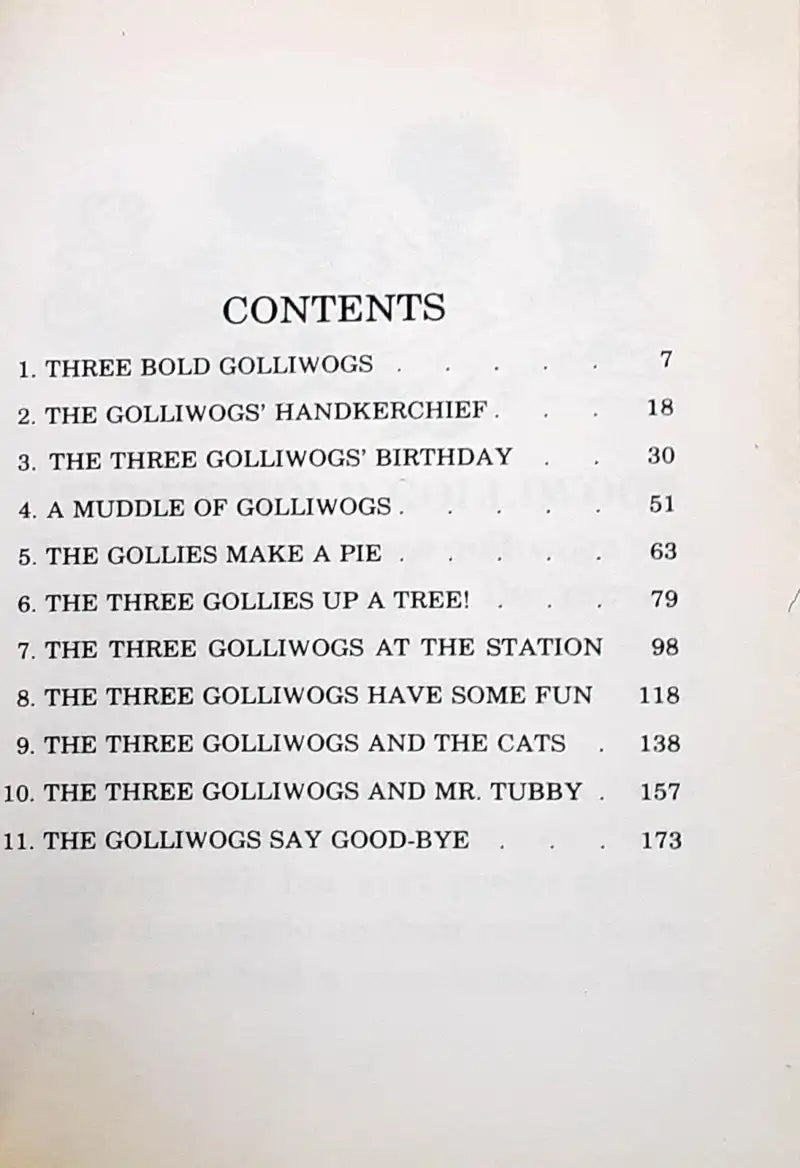 CONTENTS
1. THREE BOLD GOLLIWOGS . . . . . 7
2. THE GOLLIWOGS' HANDKERCHIEF . . . 18
3. THE THREE GOLLIWOGS' BIRTHDAY . . 30
4. A MUDDLE OF GOLLIWOGS . . . . . 51
5. THE GOLLIES MAKE A PIE . . . . . 63
6. THE THREE GOLLIES UP A TREE! . . . 79
7. THE THREE GOLLIWOGS AT THE STATION 98
8. THE THREE GOLLIWOGS HAVE SOME FUN 118
9. THE THREE GOLLIWOGS AND THE CATS . 138
10. THE THREE GOLLIWOGS AND MR. TUBBY . 157
11. THE GOLLIWOGS SAY GOOD-BYE . . . 173